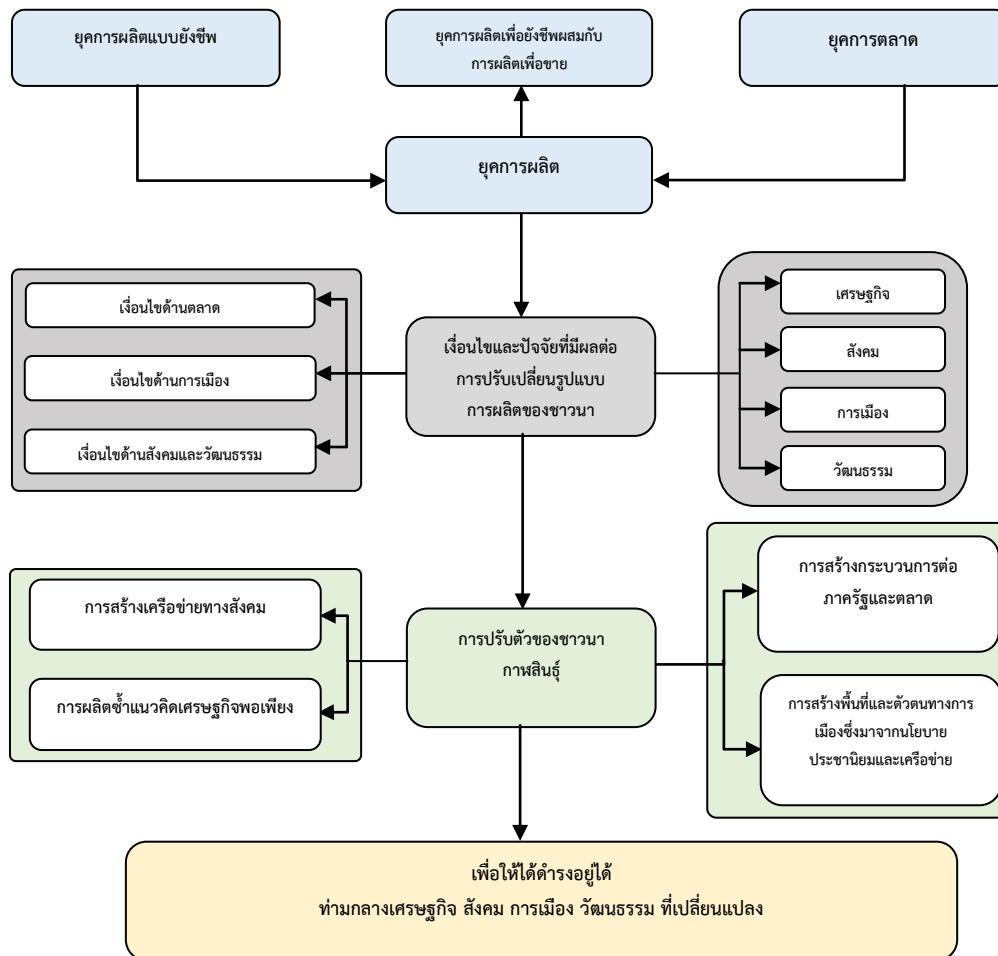 ยุคการผลิตแบบยังชีพ
ยุคการผลิตเพื่อยังชีพผสมกับ
การผลิตเพื่อขาย
ยุคการตลาด
ยุคการผลิต
เงื่อนไขด้านตลาด
เงื่อนไขด้านการเมือง
เงื่อนไขด้านสังคมและวัฒนธรรม
เงื่อนไขและปัจจัยที่มีผลต่อ
การปรับเปลี่ยนรูปแบบ
การผลิตของชาวนา
เศรษฐกิจ
สังคม
การเมือง
วัฒนธรรม
การสร้างเครือข่ายทางสังคม
การผลิตซ้ำแนวคิดเศรษฐกิจพอเพียง
การปรับตัวของชาวนา
กาฬสินธุ์
การสร้างกระบวนการต่อ
ภาครัฐและตลาด
การสร้างพื้นที่และตัวตนทางการ
เมืองซึ่งมาจากนโยบาย
ประชานิยมและเครือข่าย
เพื่อให้ได้ดำรงอยู่ได้
ท่ามกลางเศรษฐกิจ สังคม การเมือง วัฒนธรรม ที่เปลี่ยนแปลง